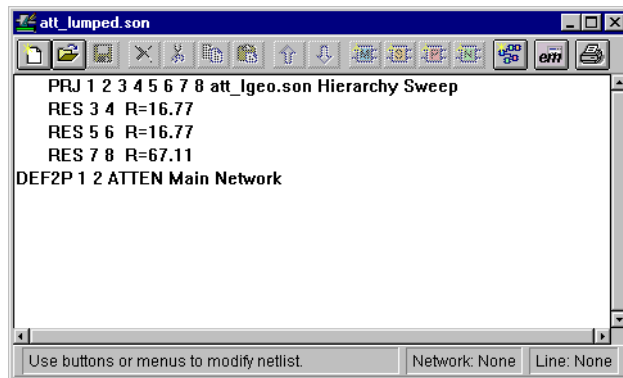 att_lumped.son
em
PRJ 1 2 3 4 5 6 7 8 att_lgeo.son Hierarchy Sweep
RES 3 4 R=16.77
RES 5 6 R=16.77
RES 7 8 R=67.11
DEF2P 1 2 ATTEN Main Network
Use buttons or menus to modify netlist.
Network: None
Line: None